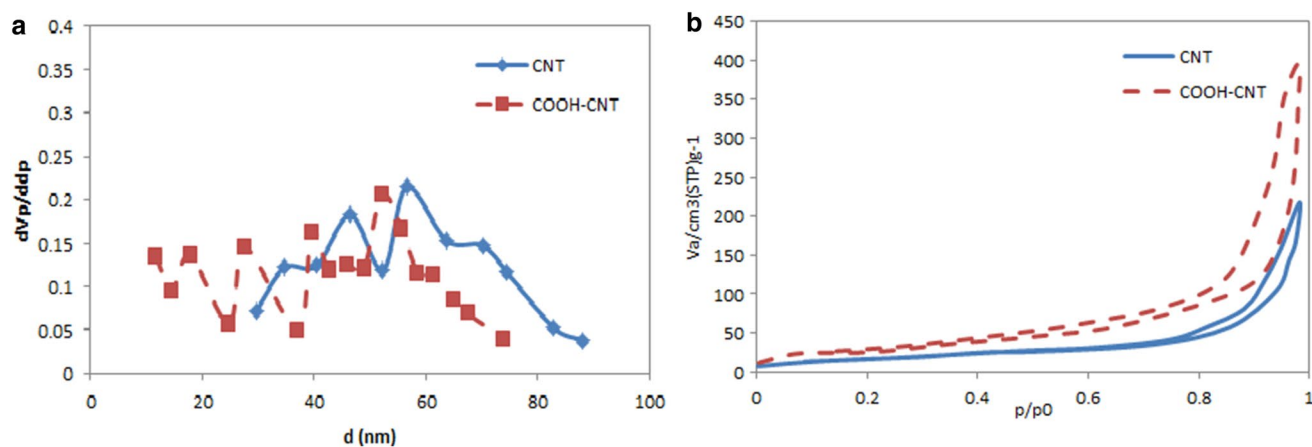 a
0.4
0.35
0.3
0.25
0.2
0.15
0.1
0.05
0
dVp/ddp
CNT
COOH-CNT
0 20 40 60 80 100
d (nm)
b
450
400
350
300
250
200
150
100
50
0
Va/cm3(STP)g-1
CNT
COOH-CNT
0 0.2 0.4 0.6 0.8 1
p/p0